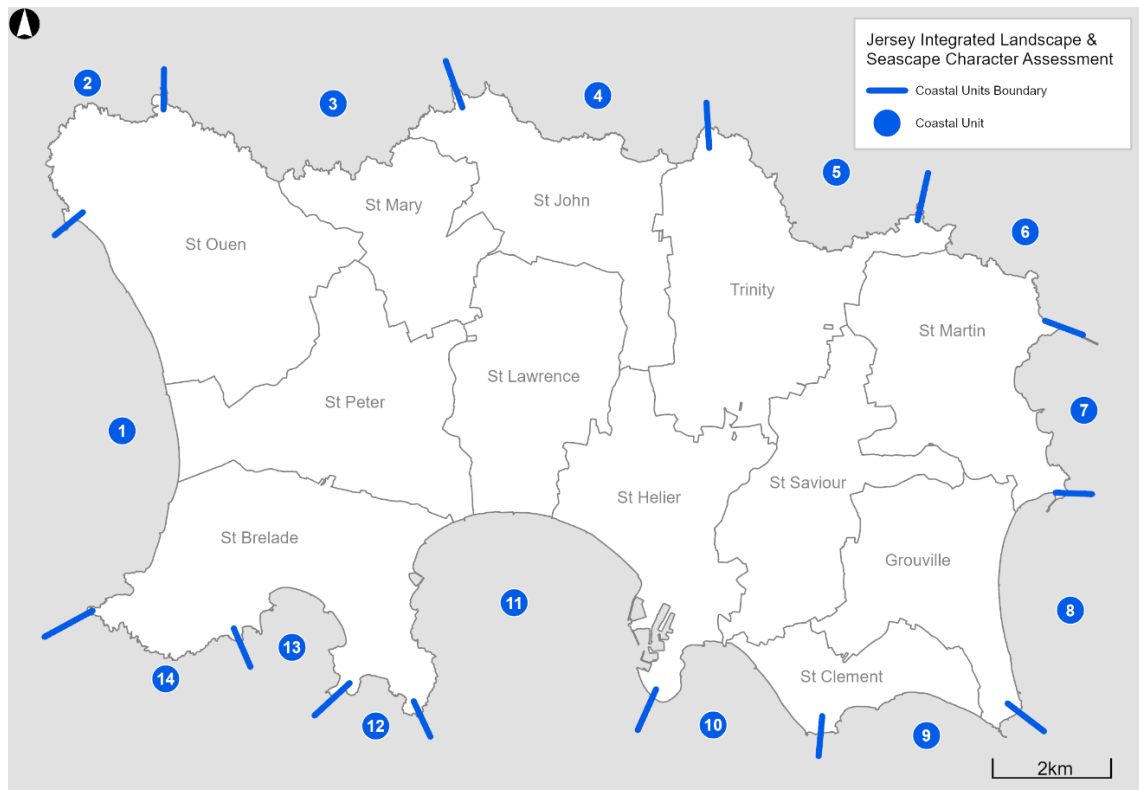 Jersey Integrated Landscape &
Seascape Character Assessment
Coastal Units Boundary
Coastal Unit
2
3
4
5
6
St Mary
St John
St Ouen
Trinity
St Martin
St Lawrence
St Peter
7
1
St Saviour
St Helier
St Brelade
Grouville
11
8
13
14
St Clement
10
12
9
2km